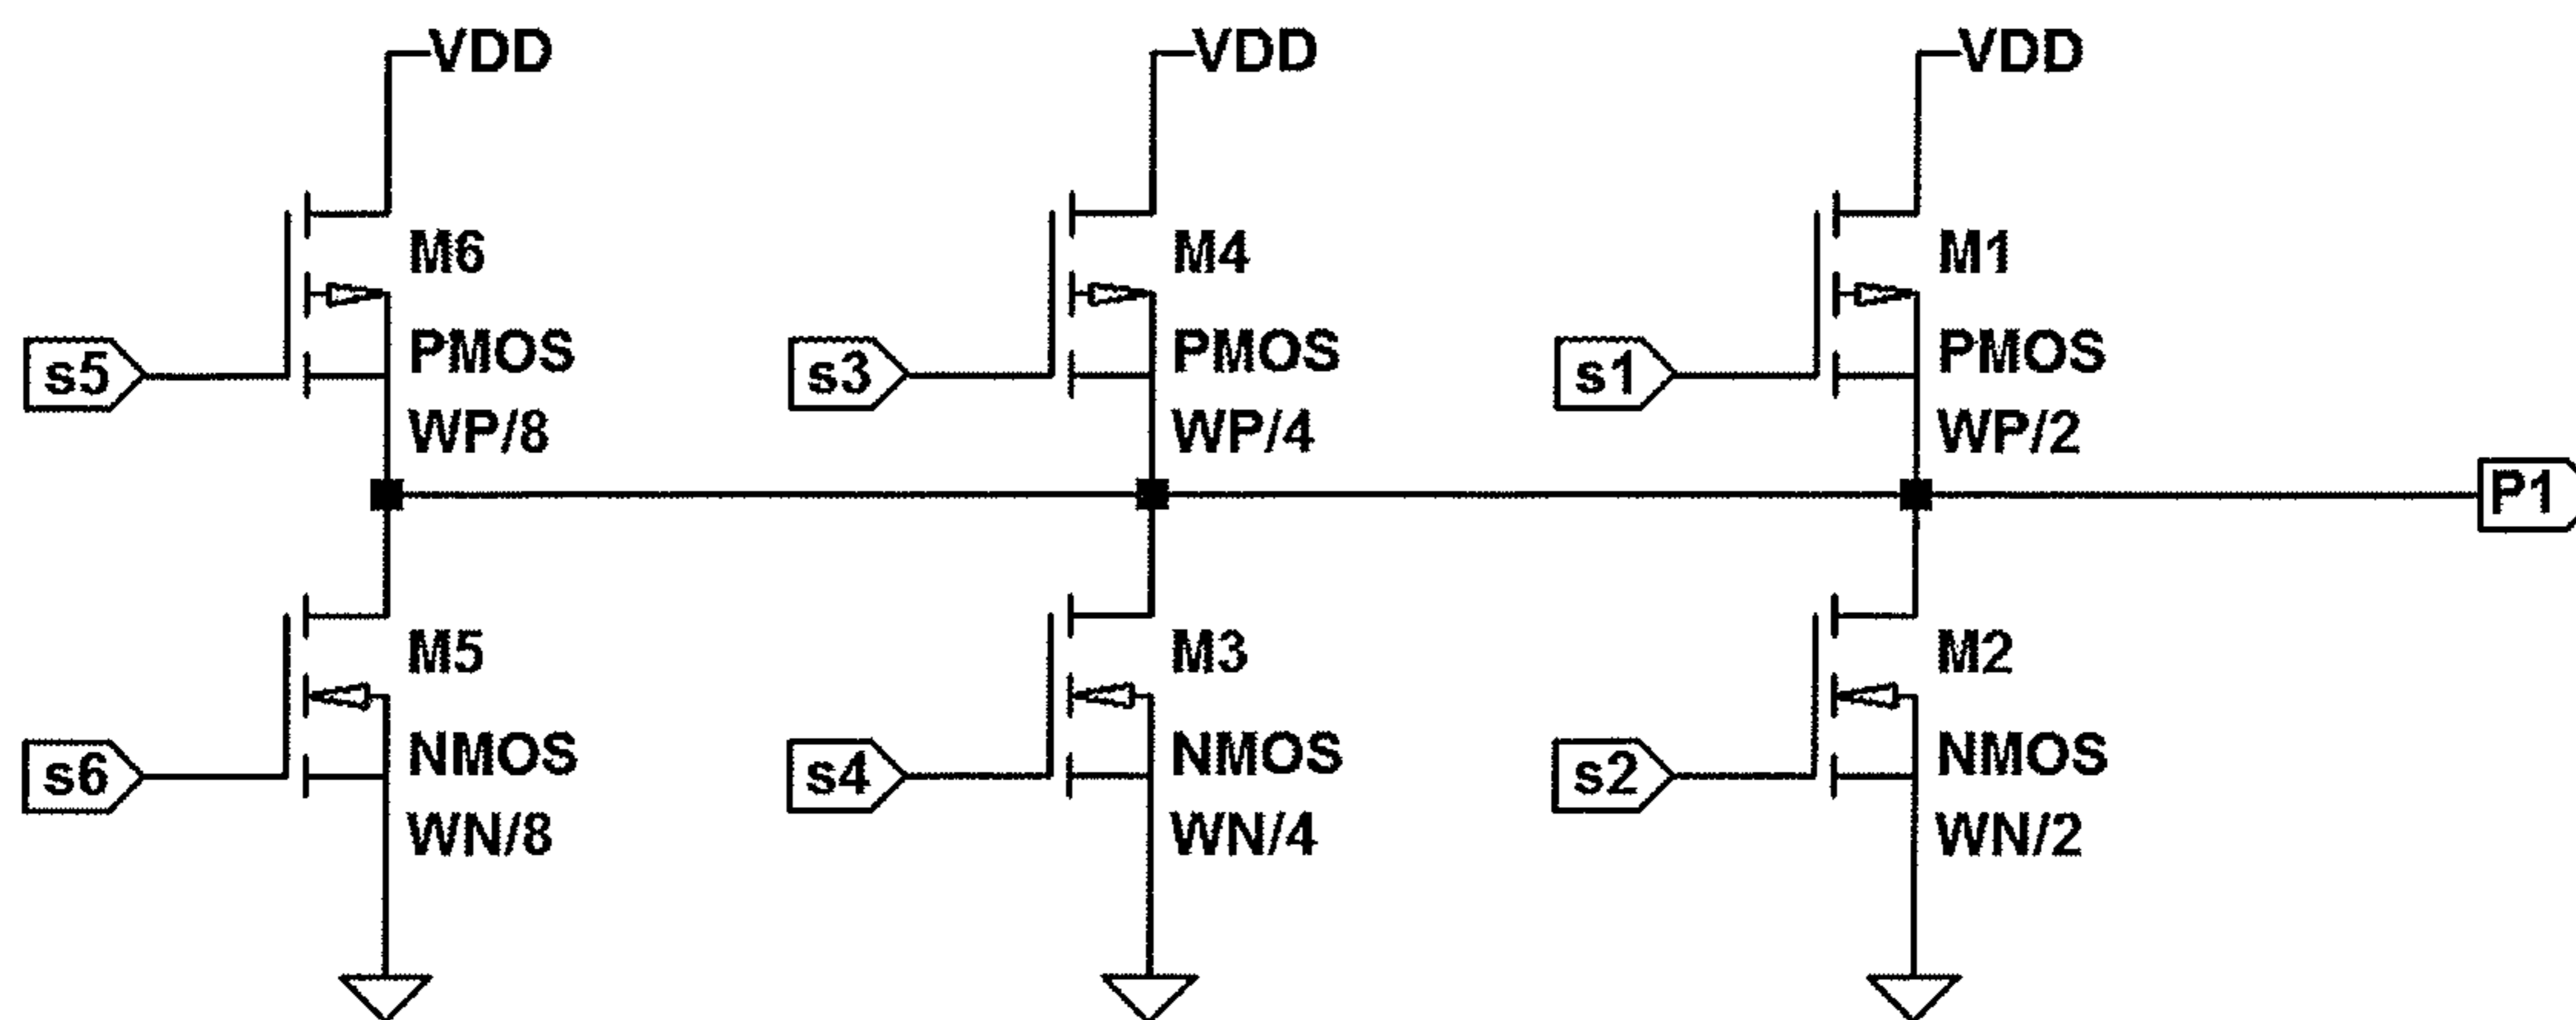 VDD VDD VDD
M6 M4 M1
s5 PMOS s3 PMOS s1 PMOS
WP/8 WP/4 WP/2
P1
M5 M3 M2
s6 NMOS s4 NMOS s2 NMOS
WN/8 WN/4 WN/2